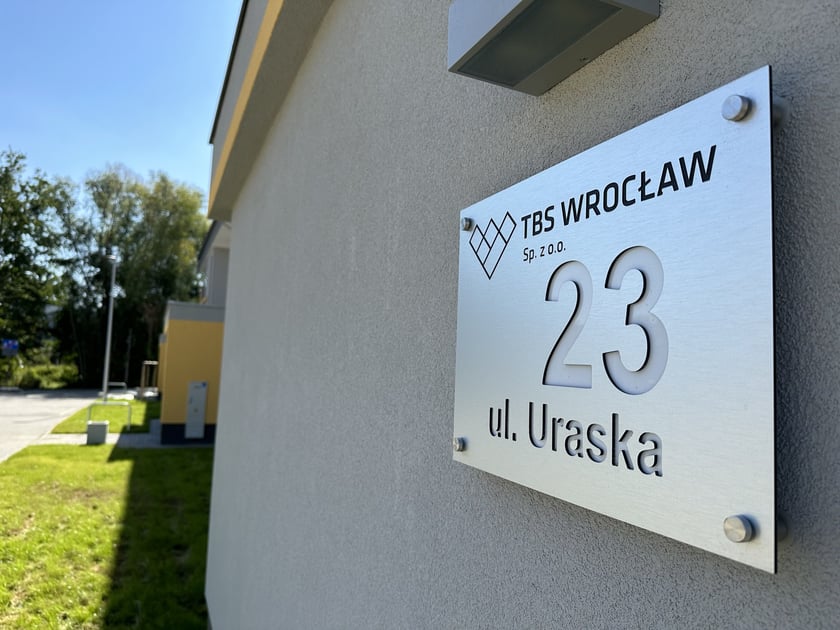 TBS WROCŁAW
Sp. z o.o.
23
ul. Uraska